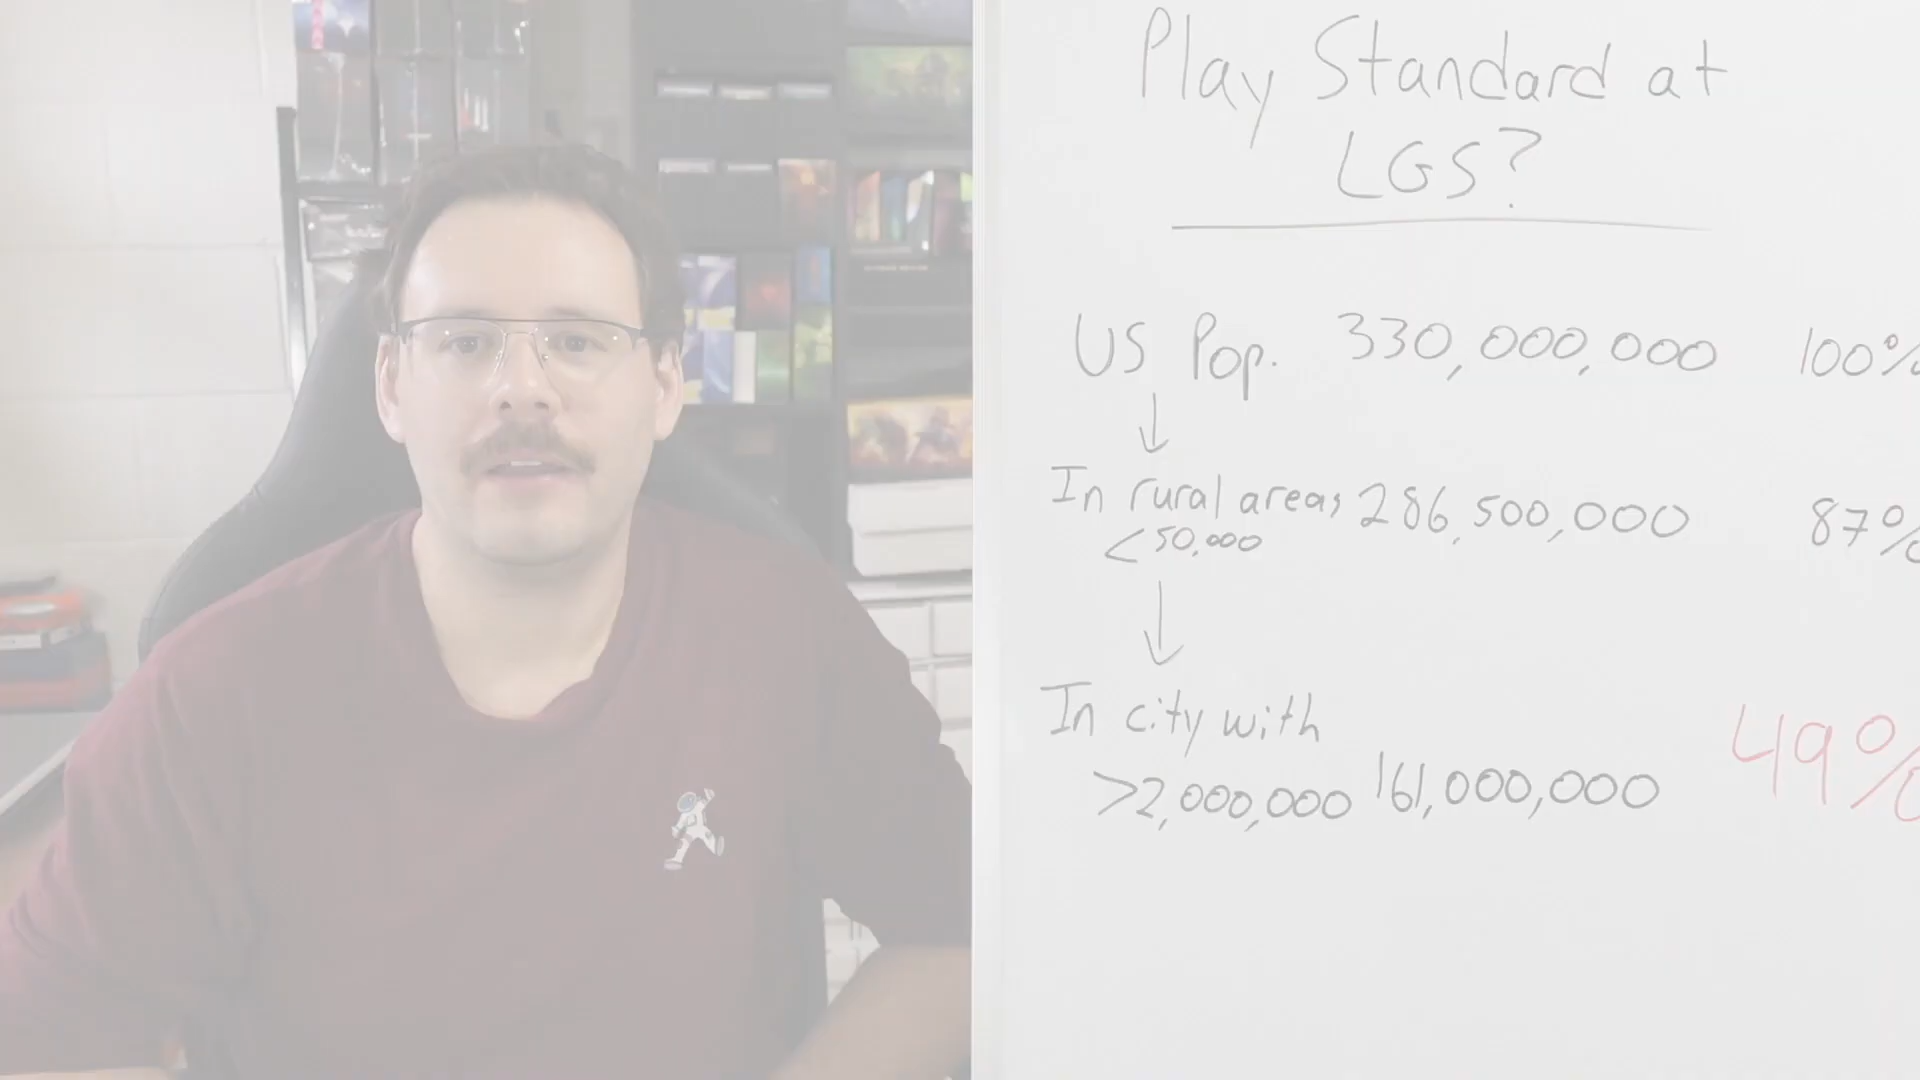 Play Standard at
LGS?
US Pop. 330,000,000 100%
In rural areas 286,500,000 87%
<50,000
In city with
>2,000,000 161,000,000 49%